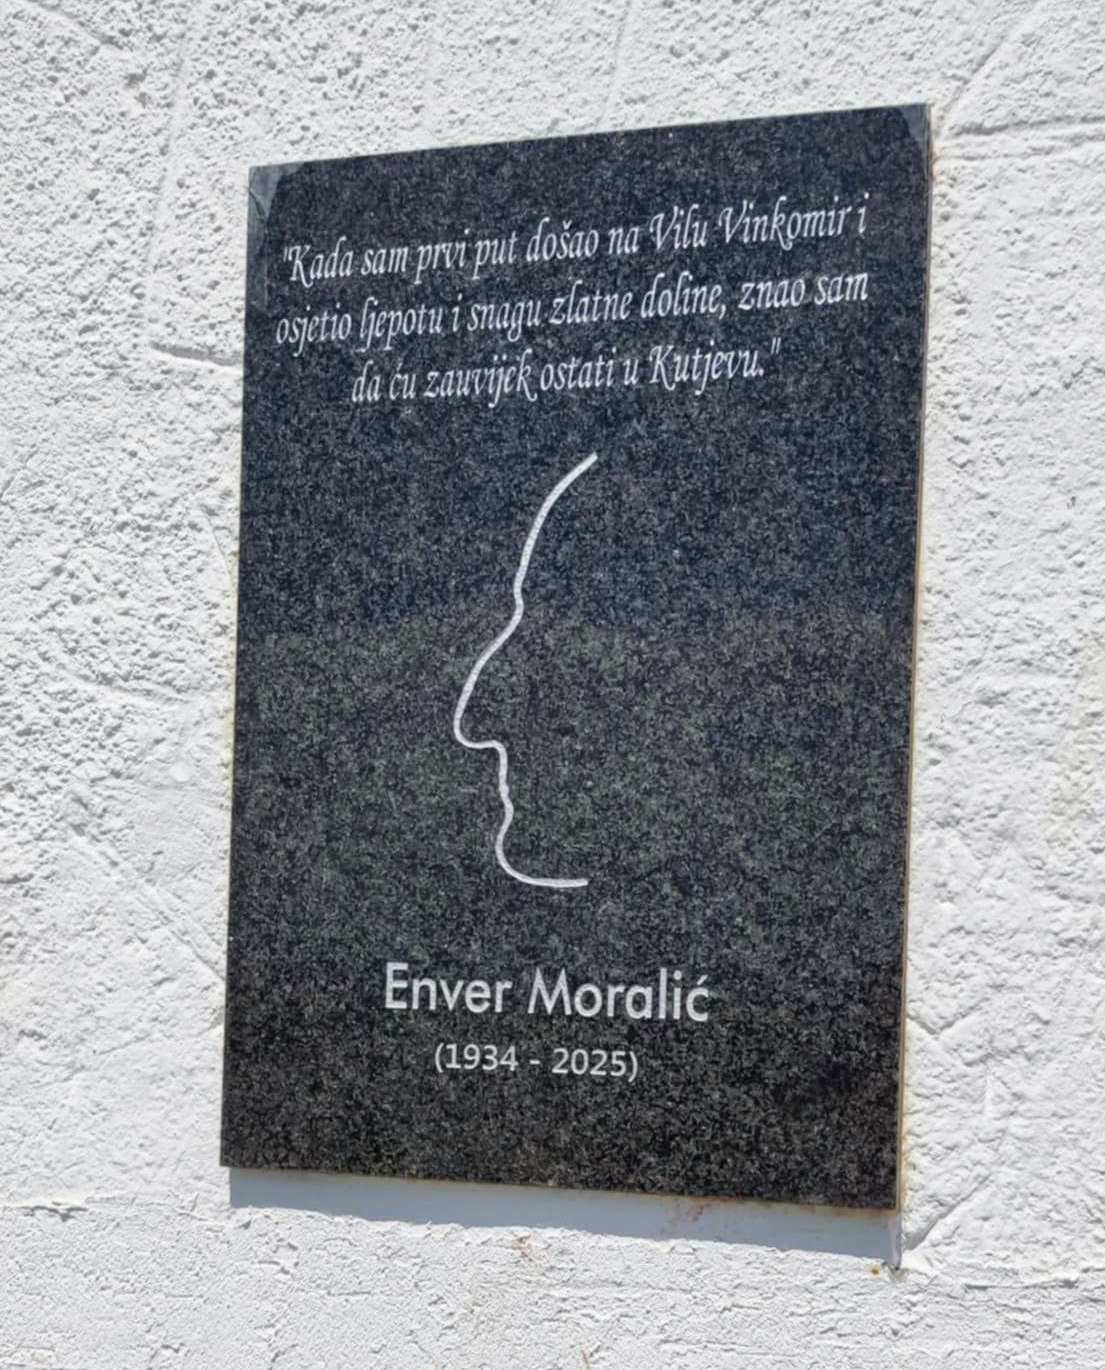 "Kada sam prvi put došao na Vilu Vinkomir i
osjetio ljepotu i snagu zlatne doline, znao sam
da ću zauvijek ostati u Kutjevu."
Enver Moralić
(1934 - 2025)